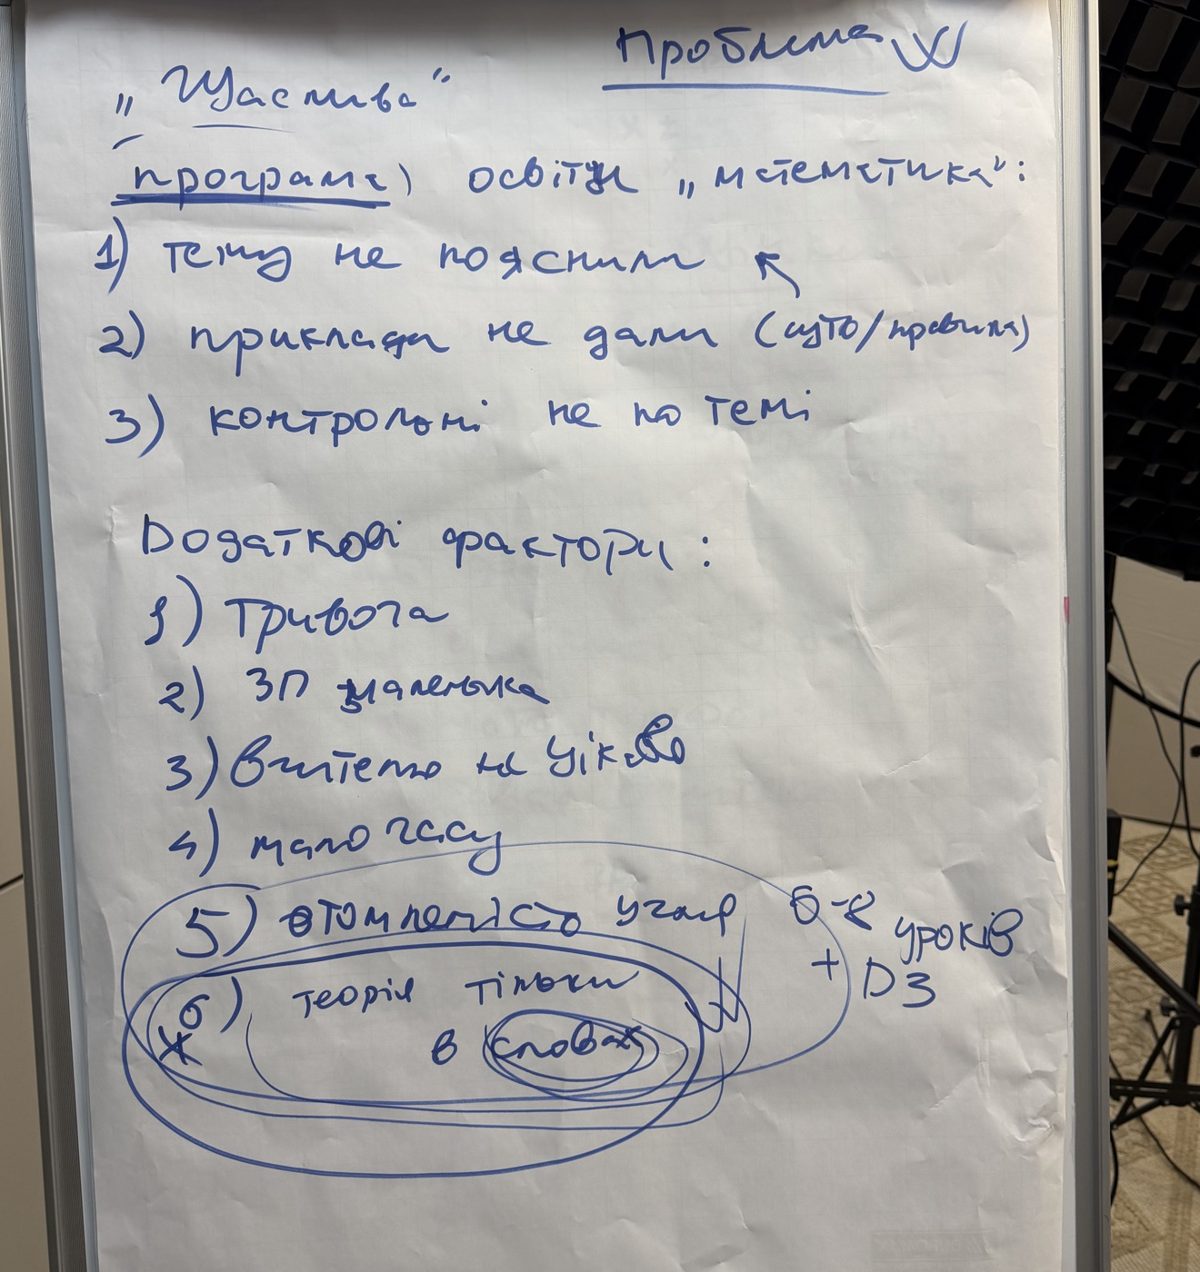 Проблема
„Щаслива"
програма) освіти „математика":
1) тему не пояснили
2) приклади не дали (суто/правила)
3) контрольні не по темі
Додаткові фактори:
1) Тривога
2) ЗП маленька
3) Вчителю не цікаво
4) мало часу
5) втомленість учнів 6-8 уроків
+ ДЗ
6) теорія тільки
в словах